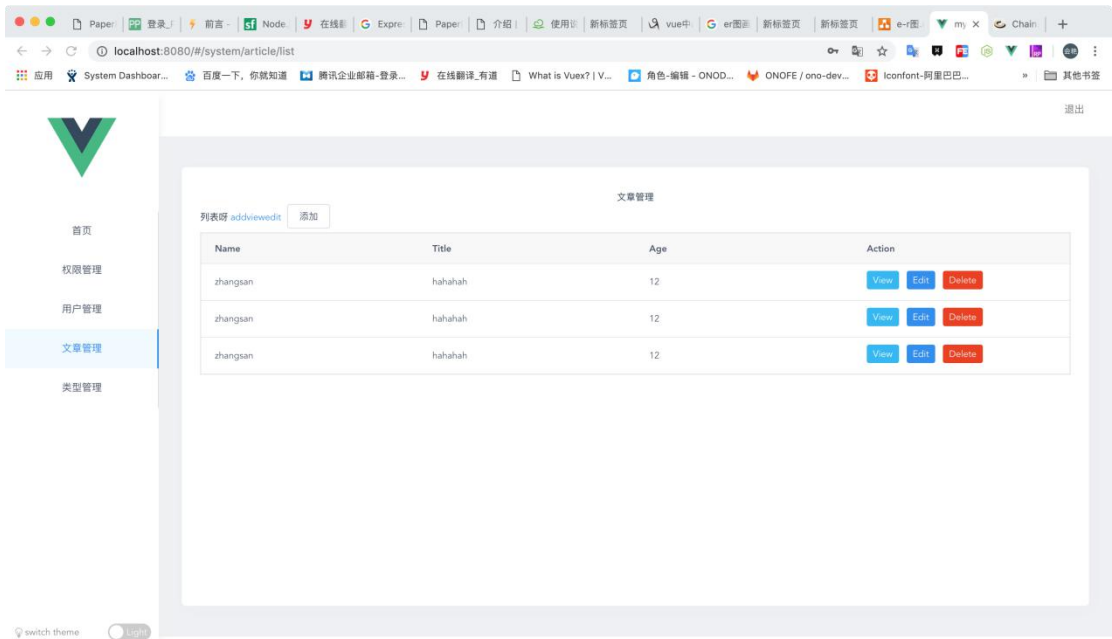 Paper 登录_ 前言 - Node. 在线翻 Expre Paper 介绍 使用说 新标签页 vue中 er图画 新标签页 新标签页 e-r图 my Chain
localhost:8080/#/system/article/list
应用 System Dashboar... 百度一下，你就知道 腾讯企业邮箱-登录... 在线翻译_有道 What is Vuex? | V... 角色-编辑 - ONOD... ONOFE / ono-dev... Iconfont-阿里巴巴... » 其他书签
退出
文章管理
列表呀 addviewedit 添加
首页
Name Title Age Action
权限管理
zhangsan hahahah 12 View Edit Delete
用户管理
zhangsan hahahah 12 View Edit Delete
文章管理
zhangsan hahahah 12 View Edit Delete
类型管理
switch theme Light